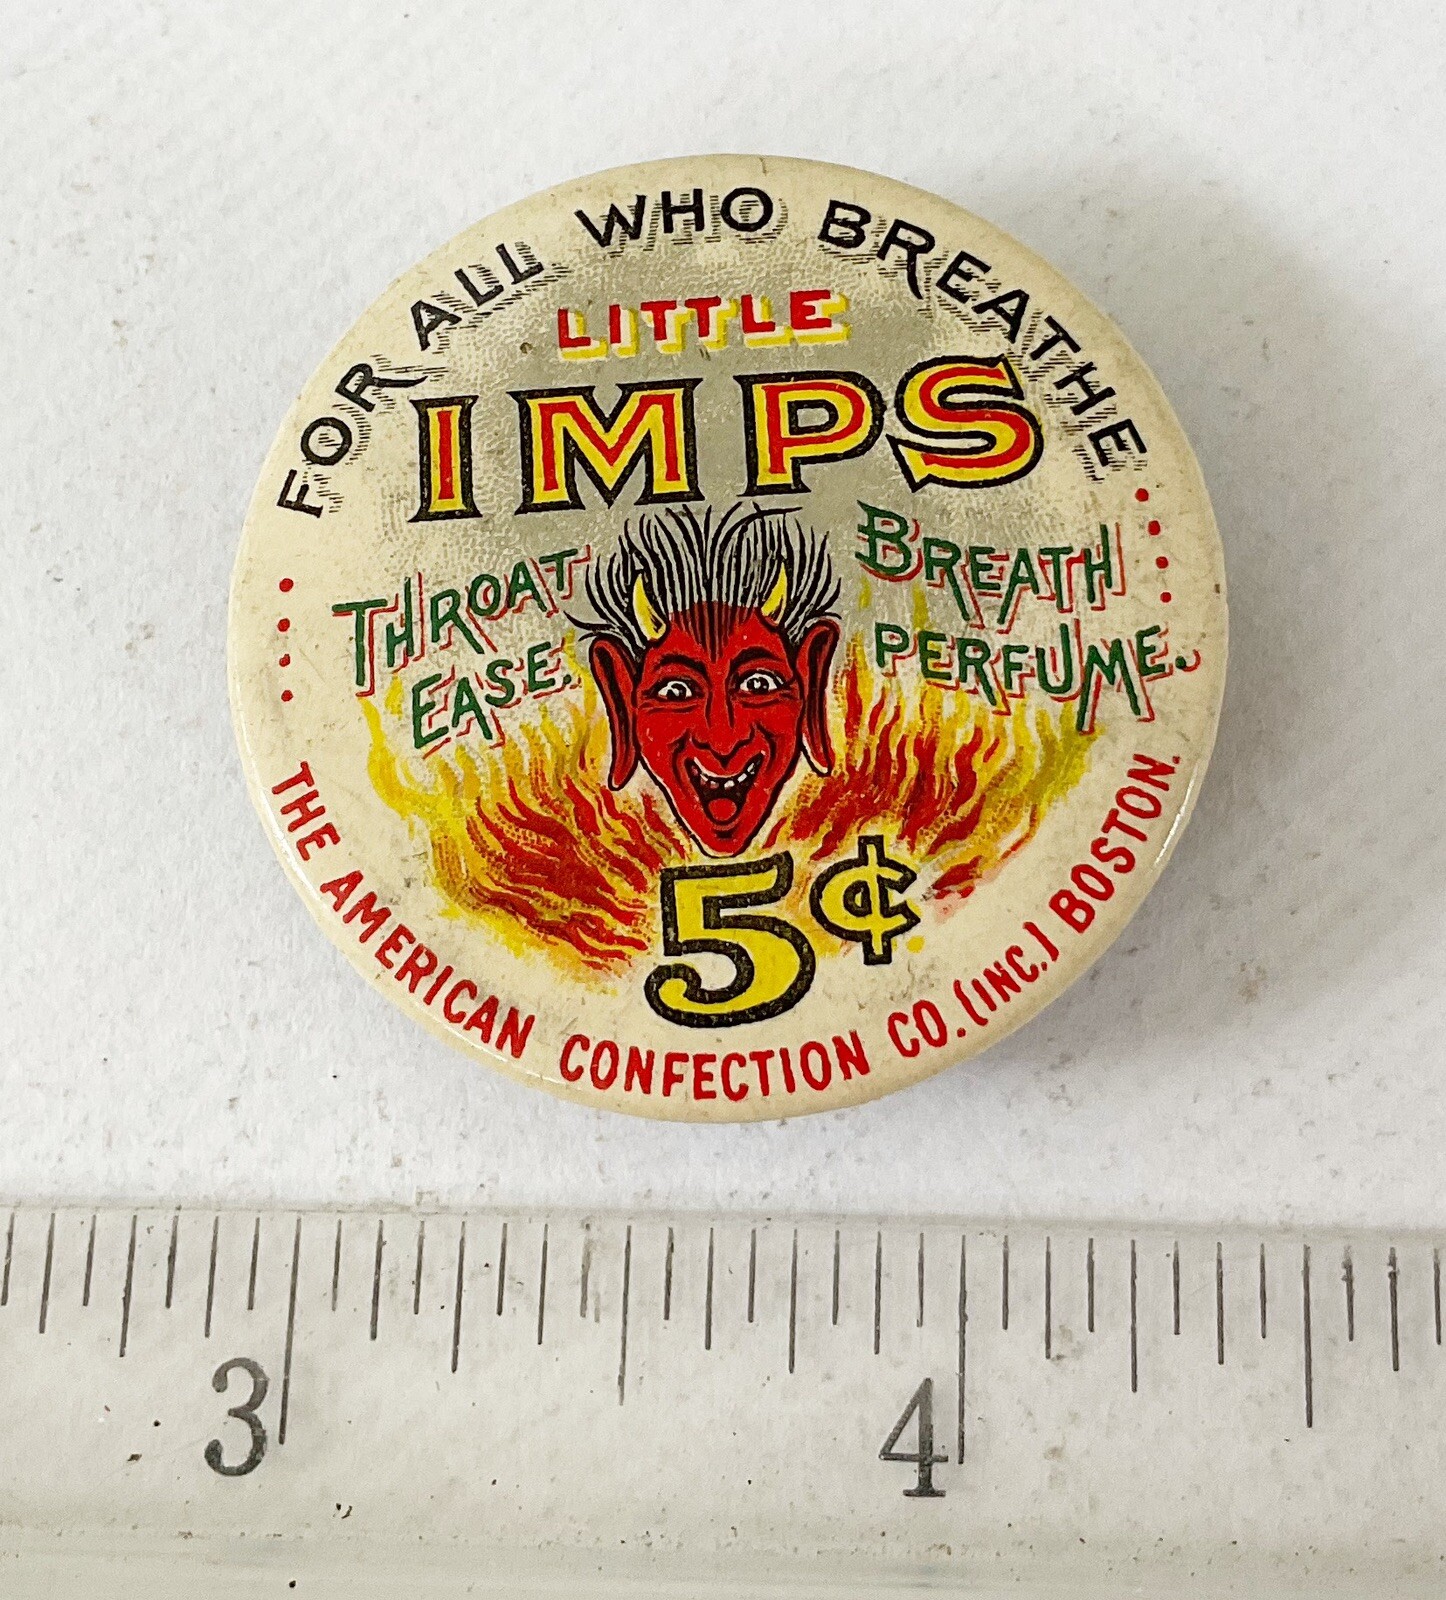 FOR ALL WHO BREATHE
LITTLE
IMPS
THROAT
EASE.
BREATH
PERFUME.
5¢
THE AMERICAN CONFECTION CO. (INC.) BOSTON.
3 4